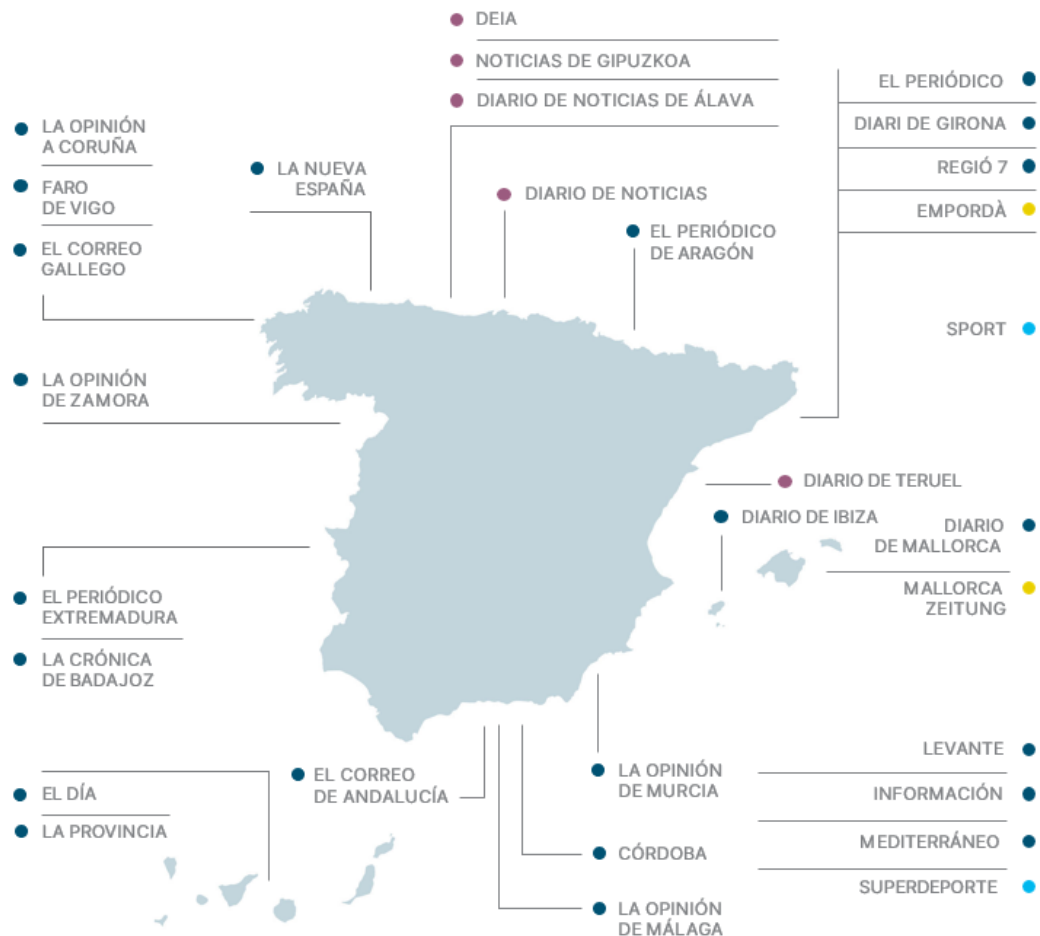 DEIA
NOTICIAS DE GIPUZKOA
DIARIO DE NOTICIAS DE ÁLAVA
EL PERIÓDICO
DIARI DE GIRONA
REGIÓ 7
EMPORDÀ
LA OPINIÓN
A CORUÑA
FARO
DE VIGO
EL CORREO
GALLEGO
LA NUEVA
ESPAÑA
DIARIO DE NOTICIAS
EL PERIÓDICO
DE ARAGÓN
SPORT
LA OPINIÓN
DE ZAMORA
DIARIO DE TERUEL
DIARIO DE IBIZA
DIARIO
DE MALLORCA
MALLORCA
ZEITUNG
EL PERIÓDICO
EXTREMADURA
LA CRÓNICA
DE BADAJOZ
EL DÍA
LA PROVINCIA
EL CORREO
DE ANDALUCÍA
LA OPINIÓN
DE MURCIA
CÓRDOBA
LA OPINIÓN
DE MÁLAGA
LEVANTE
INFORMACIÓN
MEDITERRÁNEO
SUPERDEPORTE